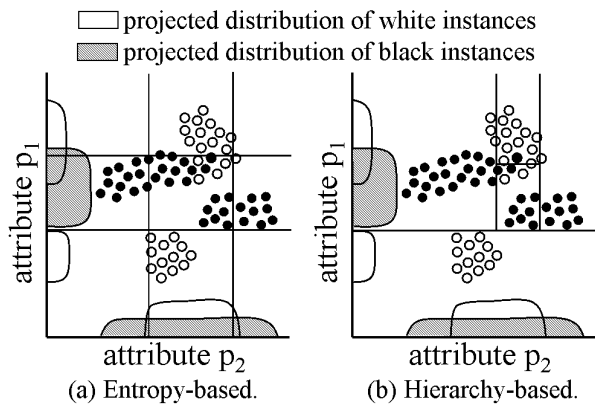 projected distribution of white instances
projected distribution of black instances
attribute p1
attribute p2
(a) Entropy-based.
attribute p1
attribute p2
(b) Hierarchy-based.